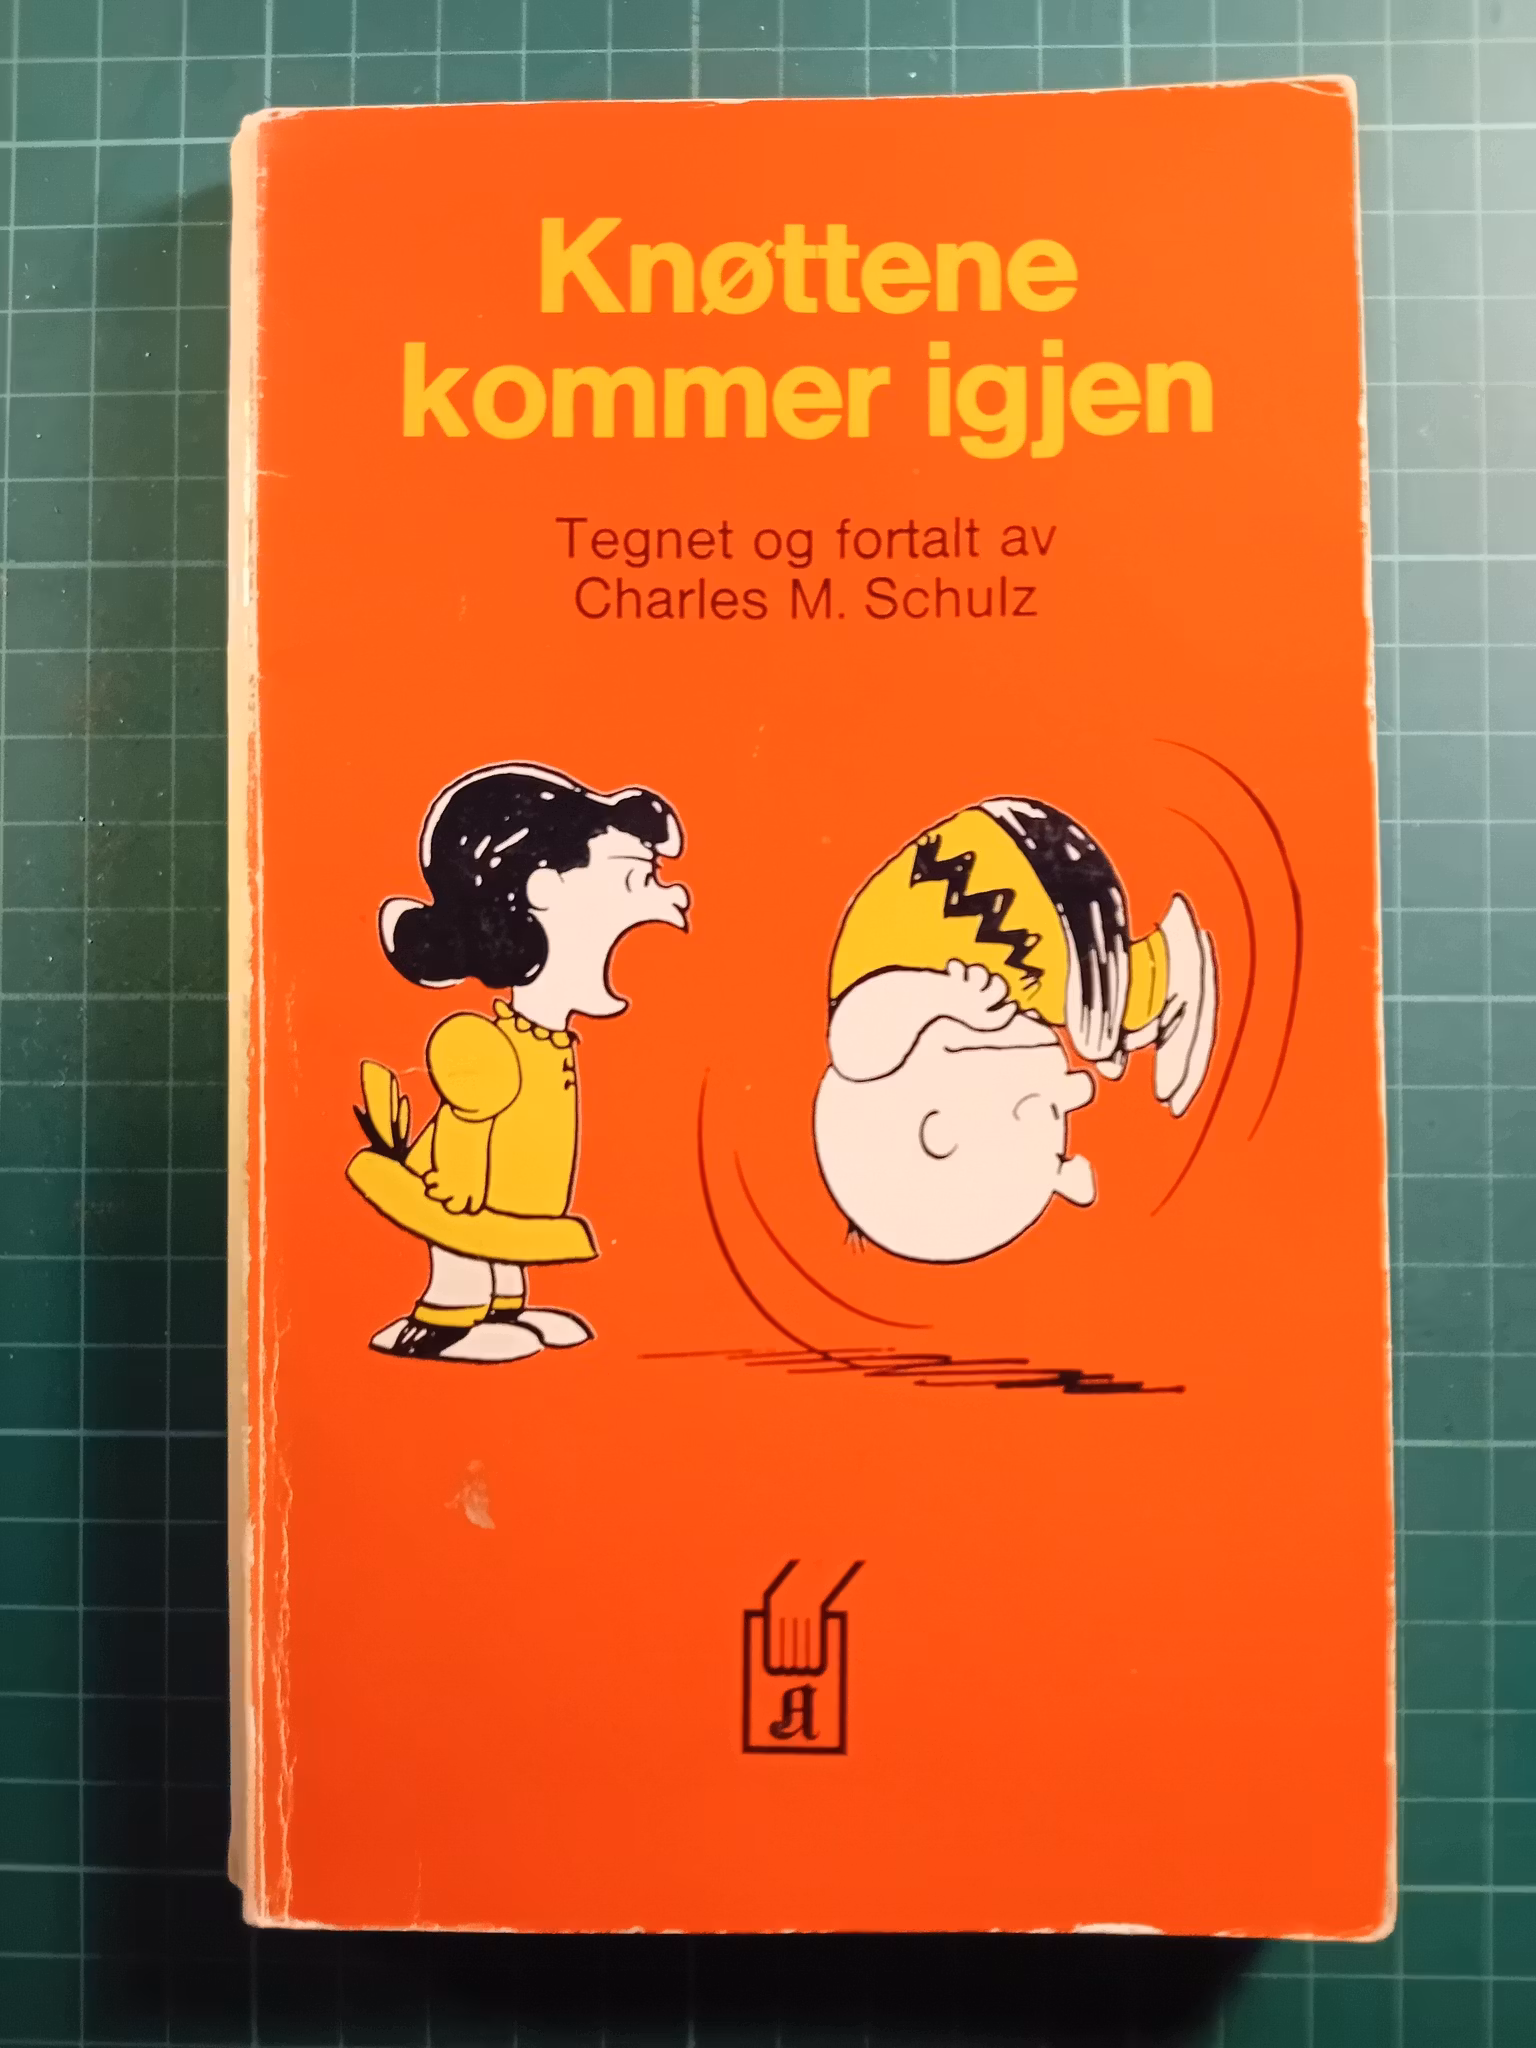 Knøttene
kommer igjen
Tegnet og fortalt av
Charles M. Schulz
A